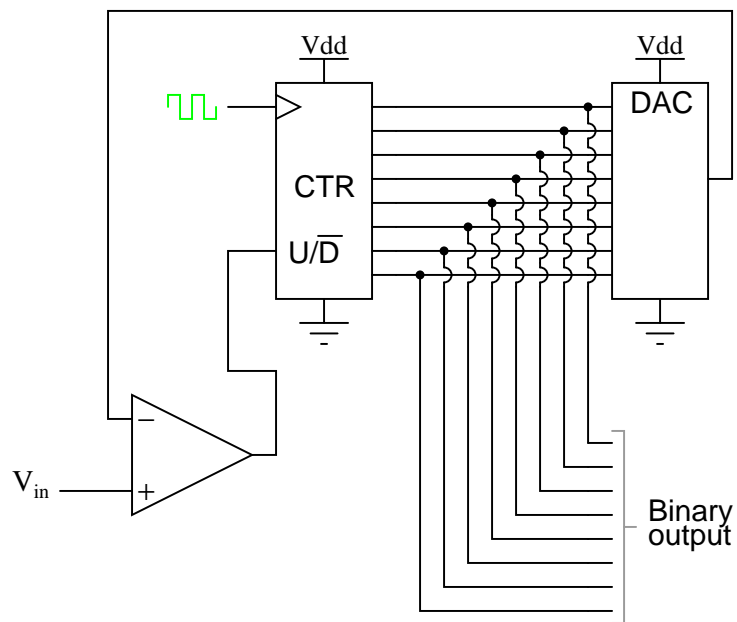 Vdd
Vdd
DAC
CTR
U/D̅
−
V_in
+
Binary
output